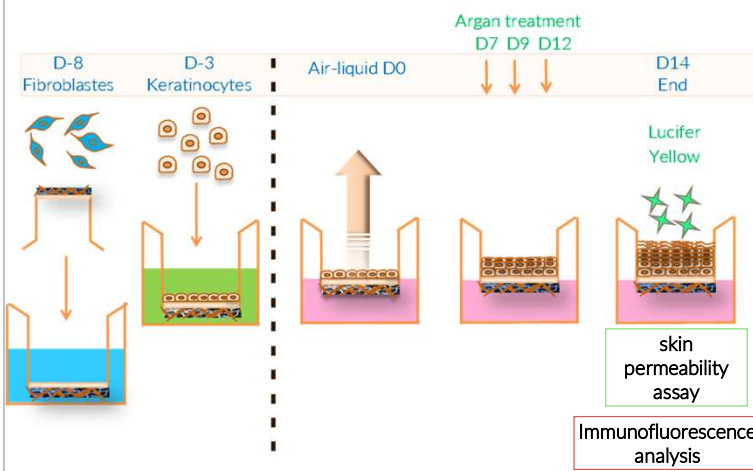 Argan treatment
D7 D9 D12
D-8
Fibroblastes
D-3
Keratinocytes
Air-liquid D0
D14
End
Lucifer
Yellow
skin
permeability
assay
Immunofluorescence
analysis